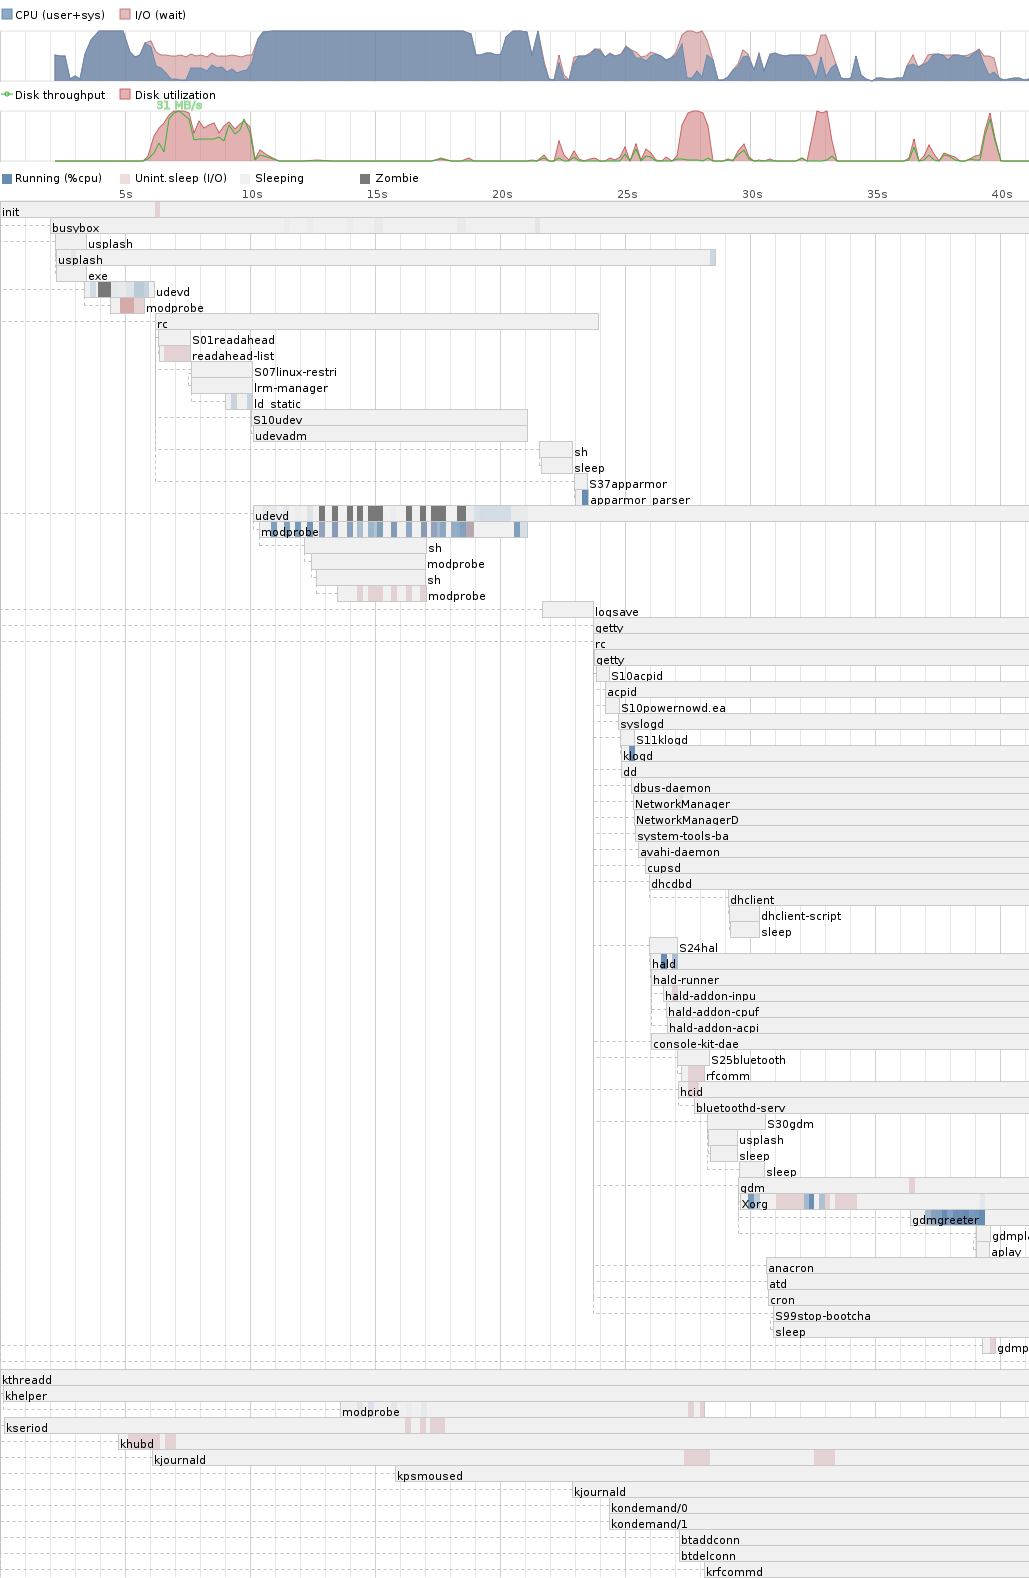 CPU (user+sys) I/O (wait)
Disk throughput Disk utilization
31 MB/s
Running (%cpu) Unint.sleep (I/O) Sleeping Zombie
5s 10s 15s 20s 25s 30s 35s 40s
init
busybox
usplash
usplash
exe
udevd
modprobe
rc
S01readahead
readahead-list
S07linux-restri
lrm-manager
ld_static
S10udev
udevadm
sh
sleep
S37apparmor
apparmor_parser
udevd
modprobe
sh
modprobe
sh
modprobe
logsave
getty
rc
getty
S10acpid
acpid
S10powernowd.ea
syslogd
S11klogd
klogd
dd
dbus-daemon
NetworkManager
NetworkManagerD
system-tools-ba
avahi-daemon
cupsd
dhcdbd
dhclient
dhclient-script
sleep
S24hal
hald
hald-runner
hald-addon-inpu
hald-addon-cpuf
hald-addon-acpi
console-kit-dae
S25bluetooth
rfcomm
hcid
bluetoothd-serv
S30gdm
usplash
sleep
sleep
gdm
Xorg
gdmgreeter
gdmpl
aplay
anacron
atd
cron
S99stop-bootcha
sleep
gdmp
kthreadd
khelper
modprobe
kseriod
khubd
kjournald
kpsmoused
kjournald
kondemand/0
kondemand/1
btaddconn
btdelconn
krfcommd